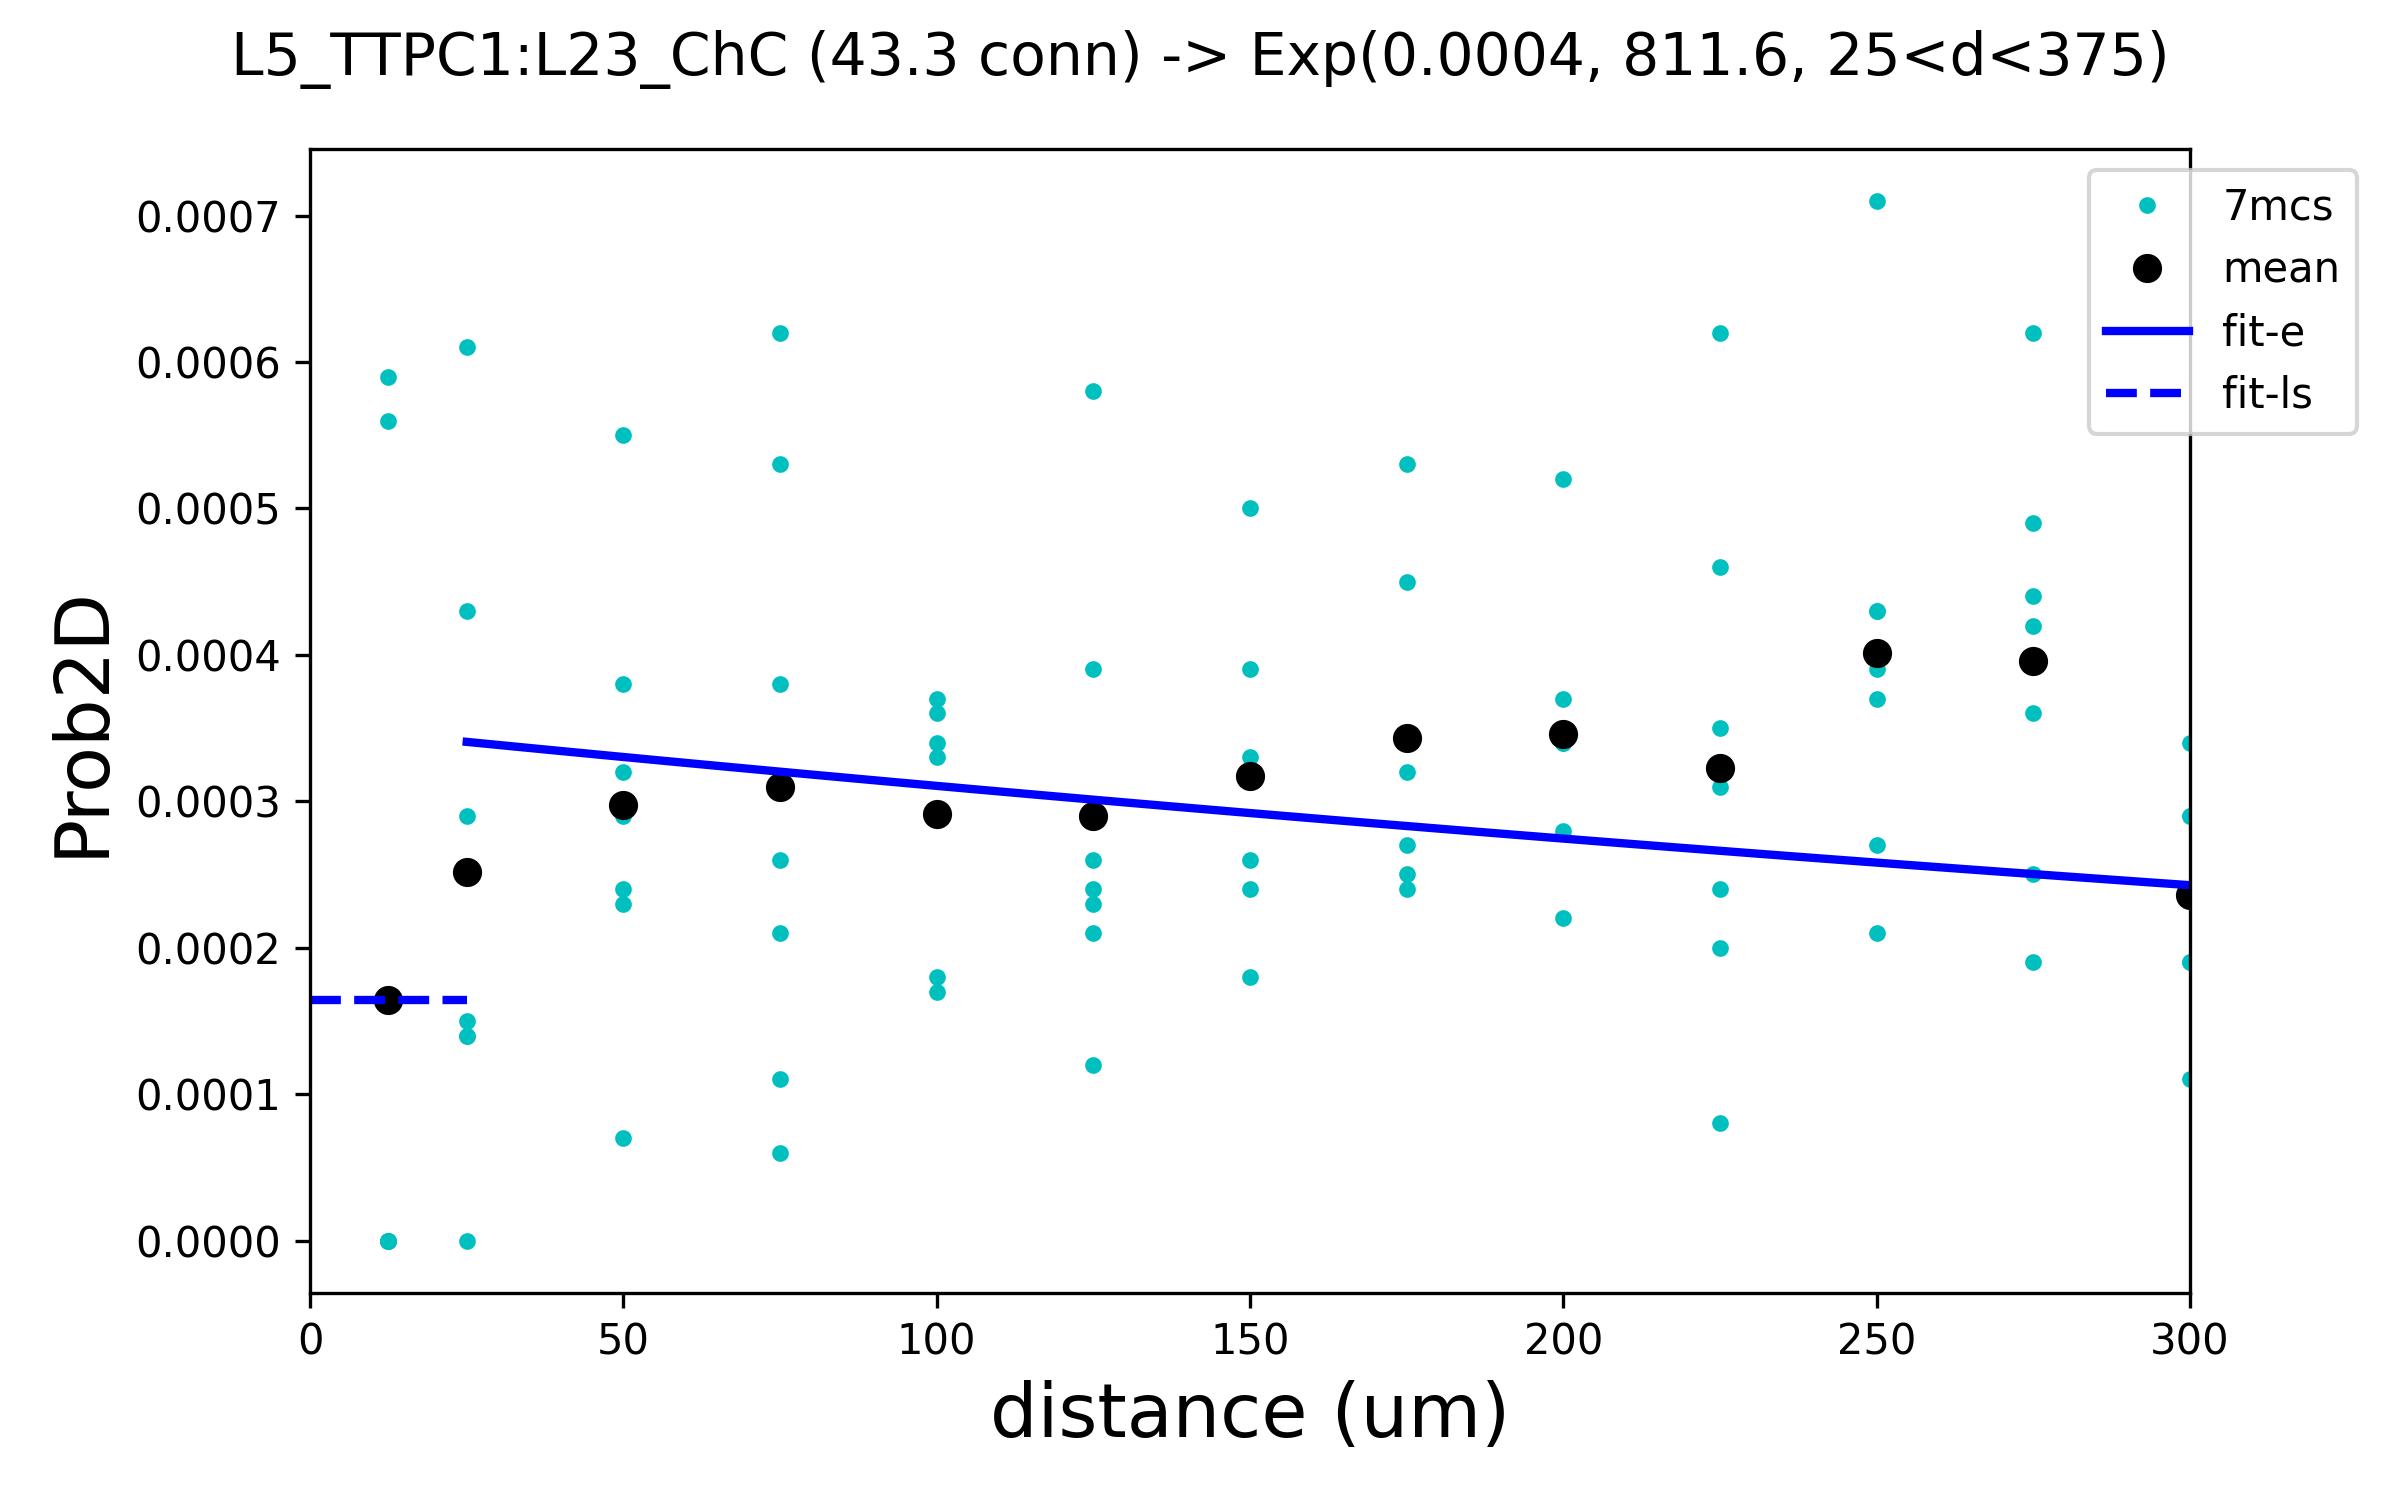 L5_TTPC1:L23_ChC (43.3 conn) -> Exp(0.0004, 811.6, 25<d<375)
7mcs
mean
fit-e
fit-ls
Prob2D
0.0007
0.0006
0.0005
0.0004
0.0003
0.0002
0.0001
0.0000
0 50 100 150 200 250 300
distance (um)